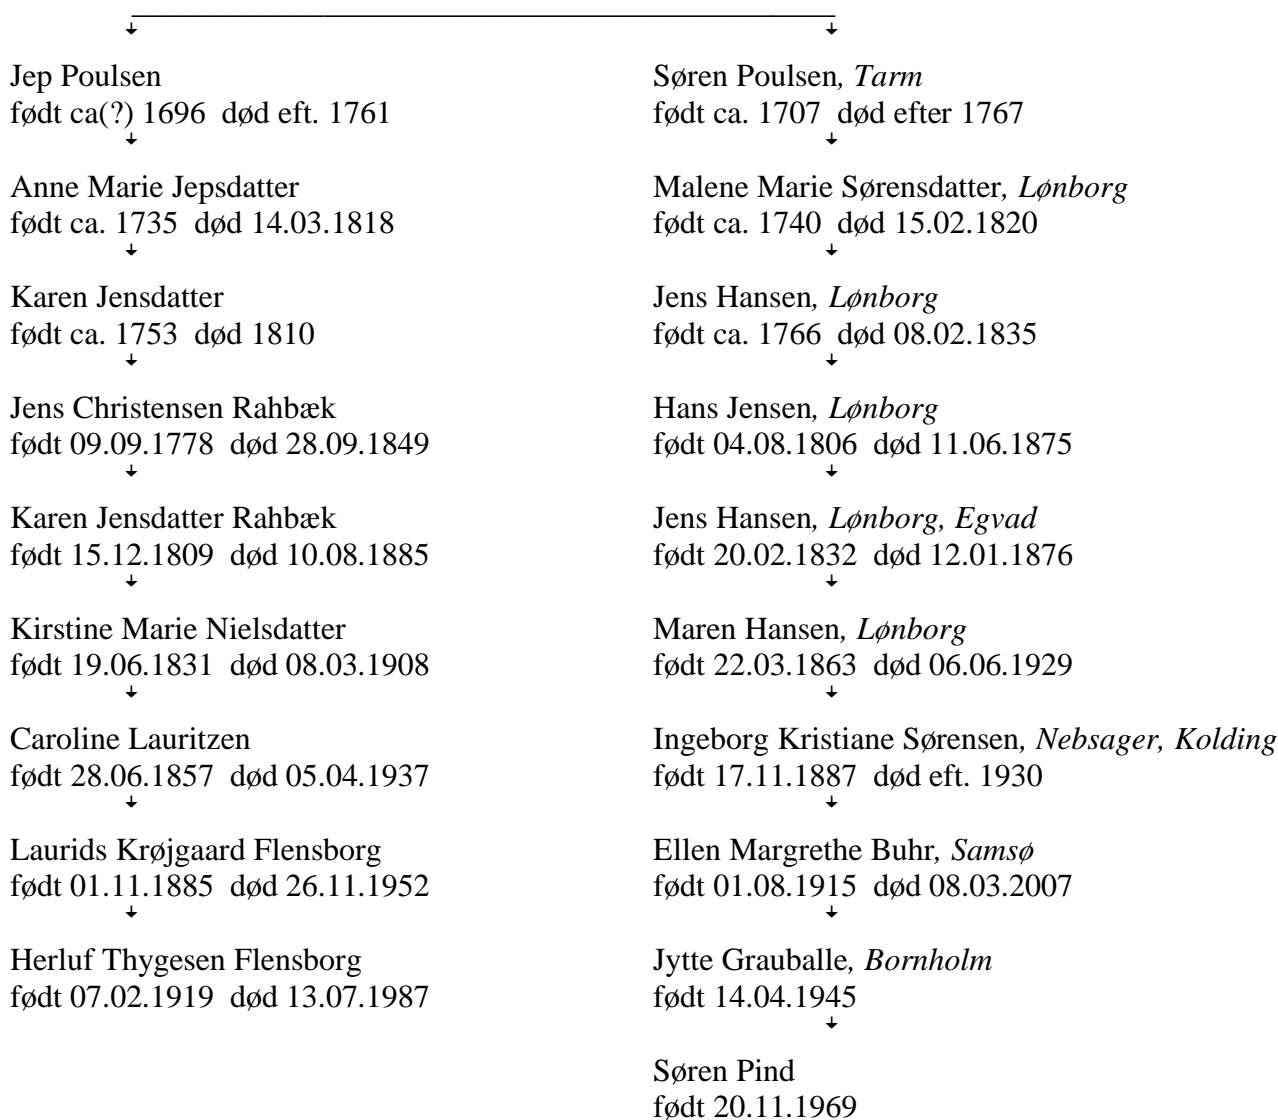 Jep Poulsen
født ca(?) 1696 død eft. 1761
Anne Marie Jepsdatter
født ca. 1735 død 14.03.1818
Karen Jensdatter
født ca. 1753 død 1810
Jens Christensen Rahbæk
født 09.09.1778 død 28.09.1849
Karen Jensdatter Rahbæk
født 15.12.1809 død 10.08.1885
Kirstine Marie Nielsdatter
født 19.06.1831 død 08.03.1908
Caroline Lauritzen
født 28.06.1857 død 05.04.1937
Laurids Krøjgaard Flensborg
født 01.11.1885 død 26.11.1952
Herluf Thygesen Flensborg
født 07.02.1919 død 13.07.1987
Søren Poulsen, Tarm
født ca. 1707 død efter 1767
Malene Marie Sørensdatter, Lønborg
født ca. 1740 død 15.02.1820
Jens Hansen, Lønborg
født ca. 1766 død 08.02.1835
Hans Jensen, Lønborg
født 04.08.1806 død 11.06.1875
Jens Hansen, Lønborg, Egvad
født 20.02.1832 død 12.01.1876
Maren Hansen, Lønborg
født 22.03.1863 død 06.06.1929
Ingeborg Kristiane Sørensen, Nebsager, Kolding
født 17.11.1887 død eft. 1930
Ellen Margrethe Buhr, Samsø
født 01.08.1915 død 08.03.2007
Jytte Grauballe, Bornholm
født 14.04.1945
Søren Pind
født 20.11.1969